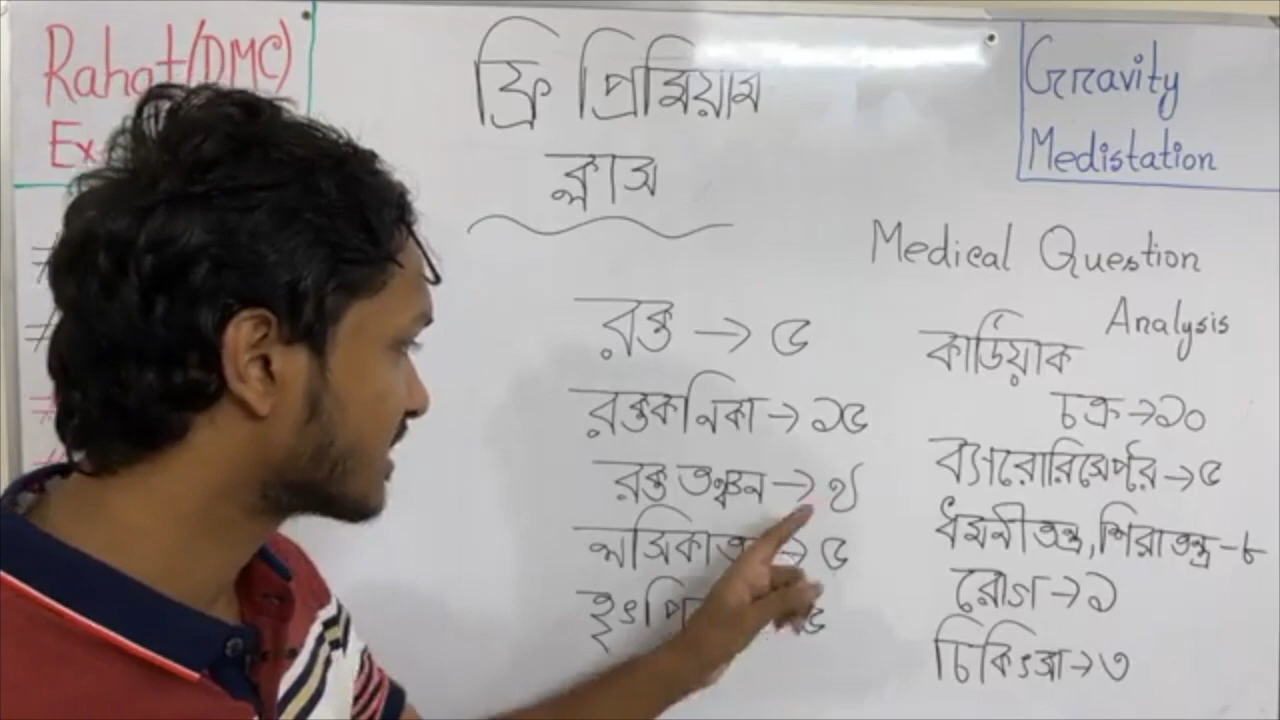 Rahat (DMC)
Ex
ফ্রি প্রিমিয়াম
ক্লাস
রক্ত → ৫
রক্তকনিকা → ১৫
রক্ত তঞ্চন → ২
→ ৫
Gravity
Medistation
Medical Question
Analysis
কার্ডিয়াক
চক্র → ১০
ব্যারোরিসেপ্টর → ৫
ধমনীতন্ত্র, শিরাতন্ত্র - ৮
রোগ → ১
চিকিৎসা → ৩